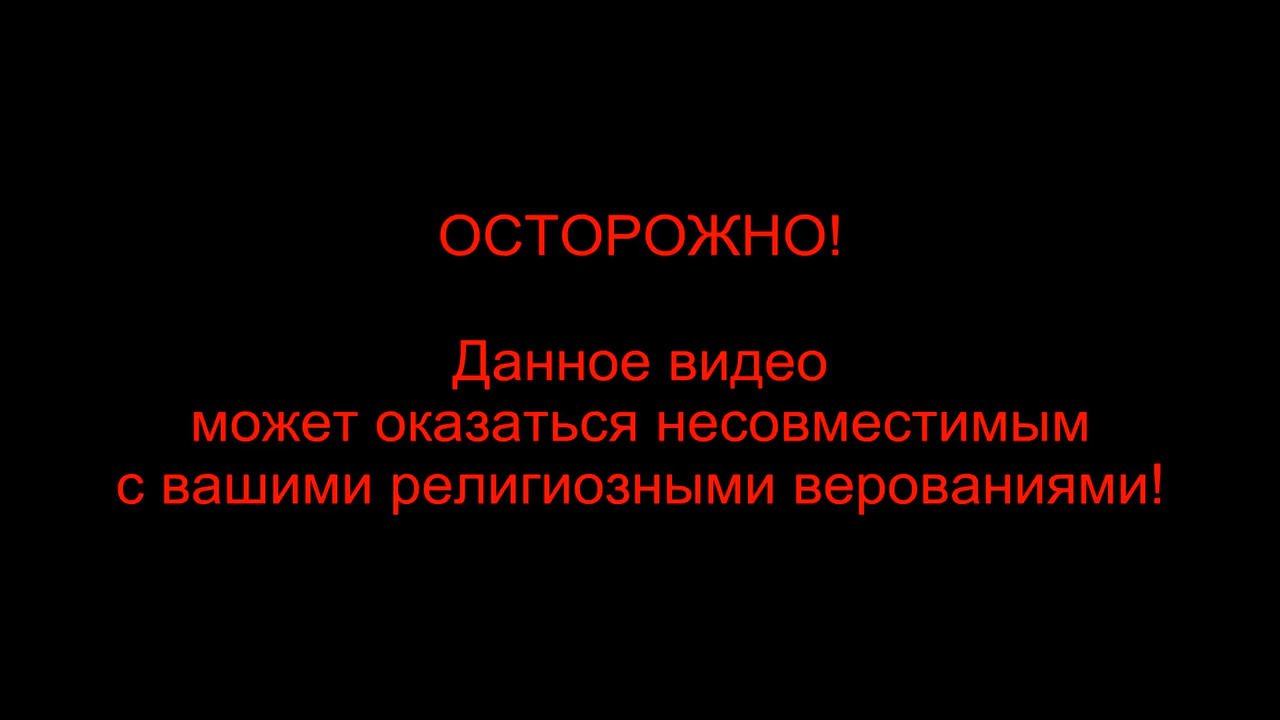 ОСТОРОЖНО!
Данное видео
может оказаться несовместимым
с вашими религиозными верованиями!